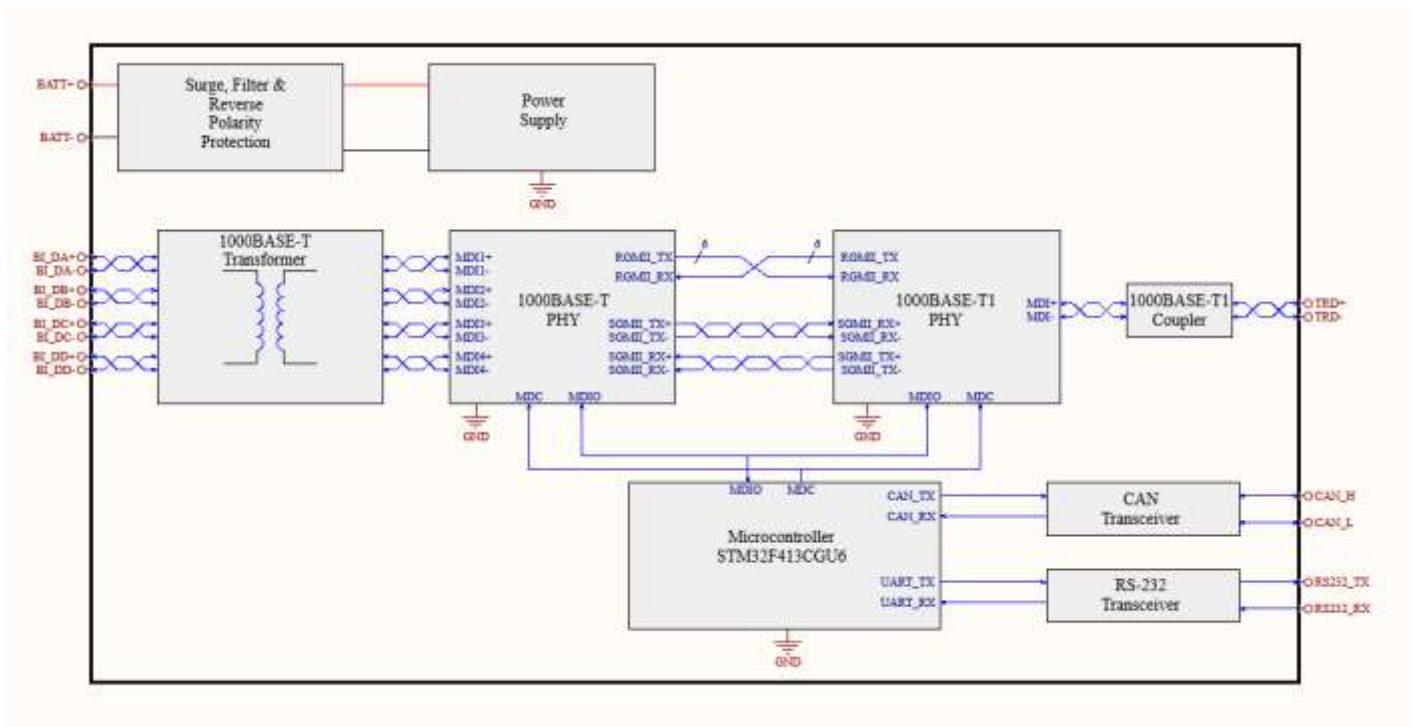 BATT+
BATT-
Surge, Filter &
Reverse
Polarity
Protection
Power
Supply
GND
BI_DA+
BI_DA-
BI_DB+
BI_DB-
BI_DC+
BI_DC-
BI_DD+
BI_DD-
1000BASE-T
Transformer
MDI1+
MDI1-
MDI2+
MDI2-
MDI3+
MDI3-
MDI4+
MDI4-
1000BASE-T
PHY
RGMII_TX
RGMII_RX
SGMII_TX+
SGMII_TX-
SGMII_RX+
SGMII_RX-
MDC MDIO
GND
6 6
RGMII_TX
RGMII_RX
1000BASE-T1
PHY
SGMII_RX+
SGMII_RX-
SGMII_TX+
SGMII_TX-
MDI+
MDI-
MDIO MDC
GND
1000BASE-T1
Coupler
TRD+
TRD-
MDIO MDC
Microcontroller
STM32F413CGU6
CAN_TX
CAN_RX
UART_TX
UART_RX
GND
CAN
Transceiver
CAN_H
CAN_L
RS-232
Transceiver
RS232_TX
RS232_RX